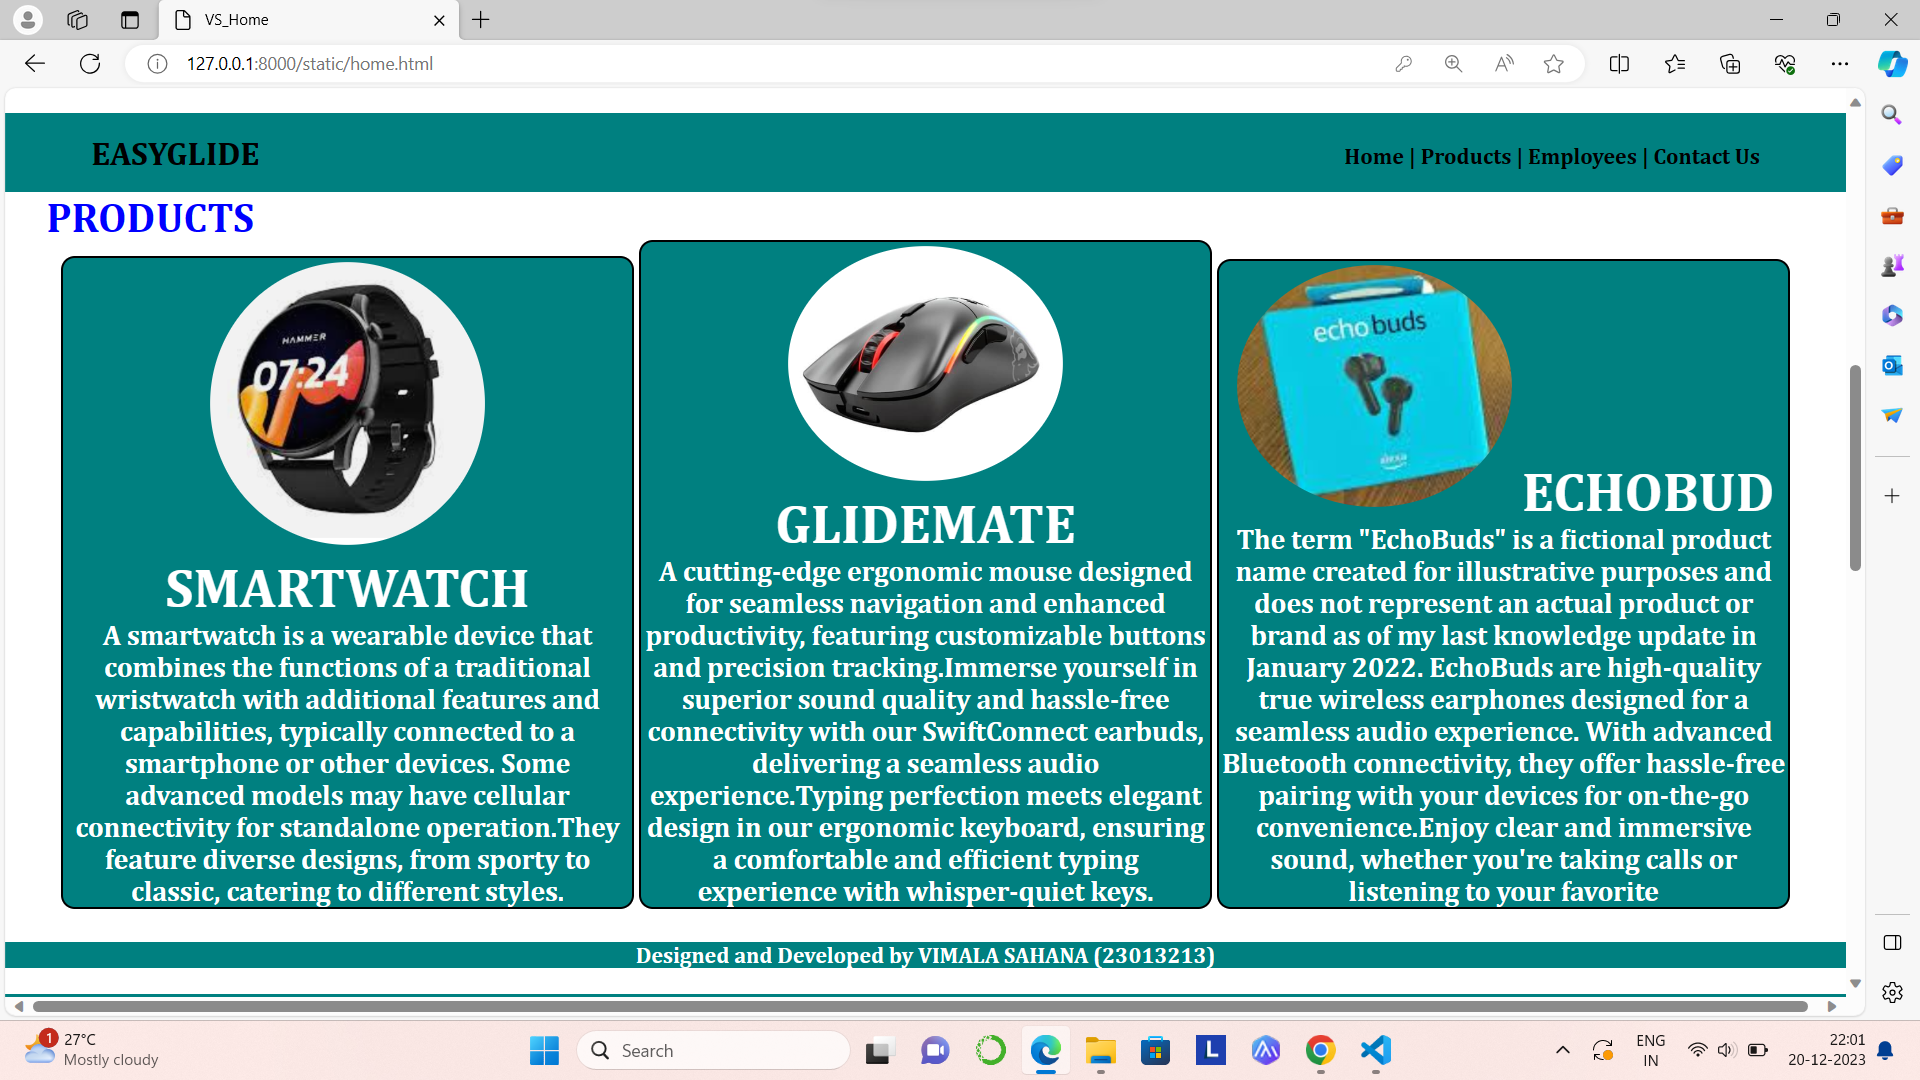 VS_Home
127.0.0.1:8000/static/home.html
EASYGLIDE
Home | Products | Employees | Contact Us
PRODUCTS
HAMMER
07:24
SMARTWATCH
A smartwatch is a wearable device that
combines the functions of a traditional
wristwatch with additional features and
capabilities, typically connected to a
smartphone or other devices. Some
advanced models may have cellular
connectivity for standalone operation.They
feature diverse designs, from sporty to
classic, catering to different styles.
GLIDEMATE
A cutting-edge ergonomic mouse designed
for seamless navigation and enhanced
productivity, featuring customizable buttons
and precision tracking.Immerse yourself in
superior sound quality and hassle-free
connectivity with our SwiftConnect earbuds,
delivering a seamless audio
experience.Typing perfection meets elegant
design in our ergonomic keyboard, ensuring
a comfortable and efficient typing
experience with whisper-quiet keys.
echo buds
alexa
ECHOBUD
The term "EchoBuds" is a fictional product
name created for illustrative purposes and
does not represent an actual product or
brand as of my last knowledge update in
January 2022. EchoBuds are high-quality
true wireless earphones designed for a
seamless audio experience. With advanced
Bluetooth connectivity, they offer hassle-free
pairing with your devices for on-the-go
convenience.Enjoy clear and immersive
sound, whether you're taking calls or
listening to your favorite
Designed and Developed by VIMALA SAHANA (23013213)
1
27°C
Mostly cloudy
Search
L
ENG
IN
22:01
20-12-2023